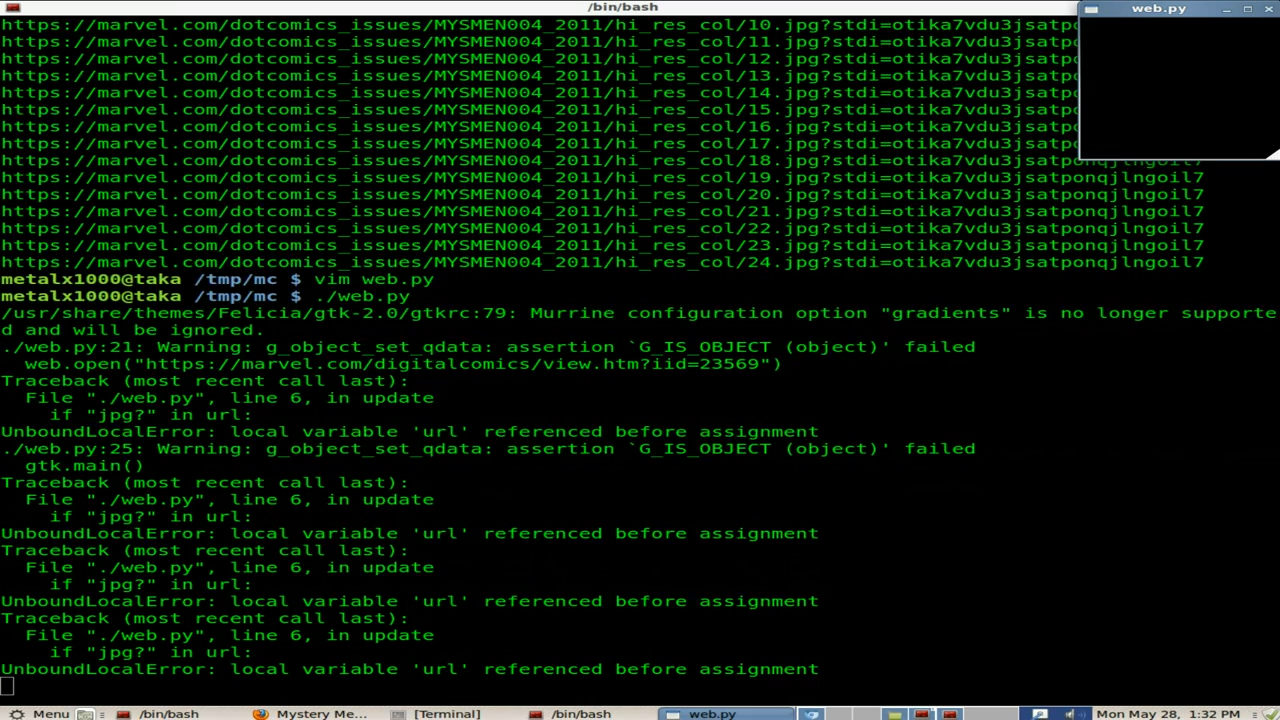 /bin/bash
web.py
https://marvel.com/dotcomics_issues/MYSMEN004_2011/hi_res_col/10.jpg?stdi=otika7vdu3jsatpo
https://marvel.com/dotcomics_issues/MYSMEN004_2011/hi_res_col/11.jpg?stdi=otika7vdu3jsatpo
https://marvel.com/dotcomics_issues/MYSMEN004_2011/hi_res_col/12.jpg?stdi=otika7vdu3jsatpo
https://marvel.com/dotcomics_issues/MYSMEN004_2011/hi_res_col/13.jpg?stdi=otika7vdu3jsatpo
https://marvel.com/dotcomics_issues/MYSMEN004_2011/hi_res_col/14.jpg?stdi=otika7vdu3jsatpo
https://marvel.com/dotcomics_issues/MYSMEN004_2011/hi_res_col/15.jpg?stdi=otika7vdu3jsatpo
https://marvel.com/dotcomics_issues/MYSMEN004_2011/hi_res_col/16.jpg?stdi=otika7vdu3jsatpo
https://marvel.com/dotcomics_issues/MYSMEN004_2011/hi_res_col/17.jpg?stdi=otika7vdu3jsatpo
https://marvel.com/dotcomics_issues/MYSMEN004_2011/hi_res_col/18.jpg?stdi=otika7vdu3jsatponqjlngoil7
https://marvel.com/dotcomics_issues/MYSMEN004_2011/hi_res_col/19.jpg?stdi=otika7vdu3jsatponqjlngoil7
https://marvel.com/dotcomics_issues/MYSMEN004_2011/hi_res_col/20.jpg?stdi=otika7vdu3jsatponqjlngoil7
https://marvel.com/dotcomics_issues/MYSMEN004_2011/hi_res_col/21.jpg?stdi=otika7vdu3jsatponqjlngoil7
https://marvel.com/dotcomics_issues/MYSMEN004_2011/hi_res_col/22.jpg?stdi=otika7vdu3jsatponqjlngoil7
https://marvel.com/dotcomics_issues/MYSMEN004_2011/hi_res_col/23.jpg?stdi=otika7vdu3jsatponqjlngoil7
https://marvel.com/dotcomics_issues/MYSMEN004_2011/hi_res_col/24.jpg?stdi=otika7vdu3jsatponqjlngoil7
metalx1000@taka /tmp/mc $ vim web.py
metalx1000@taka /tmp/mc $ ./web.py
/usr/share/themes/Felicia/gtk-2.0/gtkrc:79: Murrine configuration option "gradients" is no longer supporte
d and will be ignored.
./web.py:21: Warning: g_object_set_qdata: assertion `G_IS_OBJECT (object)' failed
  web.open("https://marvel.com/digitalcomics/view.htm?iid=23569")
Traceback (most recent call last):
  File "./web.py", line 6, in update
    if "jpg?" in url:
UnboundLocalError: local variable 'url' referenced before assignment
./web.py:25: Warning: g_object_set_qdata: assertion `G_IS_OBJECT (object)' failed
  gtk.main()
Traceback (most recent call last):
  File "./web.py", line 6, in update
    if "jpg?" in url:
UnboundLocalError: local variable 'url' referenced before assignment
Traceback (most recent call last):
  File "./web.py", line 6, in update
    if "jpg?" in url:
UnboundLocalError: local variable 'url' referenced before assignment
Traceback (most recent call last):
  File "./web.py", line 6, in update
    if "jpg?" in url:
UnboundLocalError: local variable 'url' referenced before assignment
Menu /bin/bash Mystery Me... [Terminal] /bin/bash web.py Mon May 28, 1:32 PM